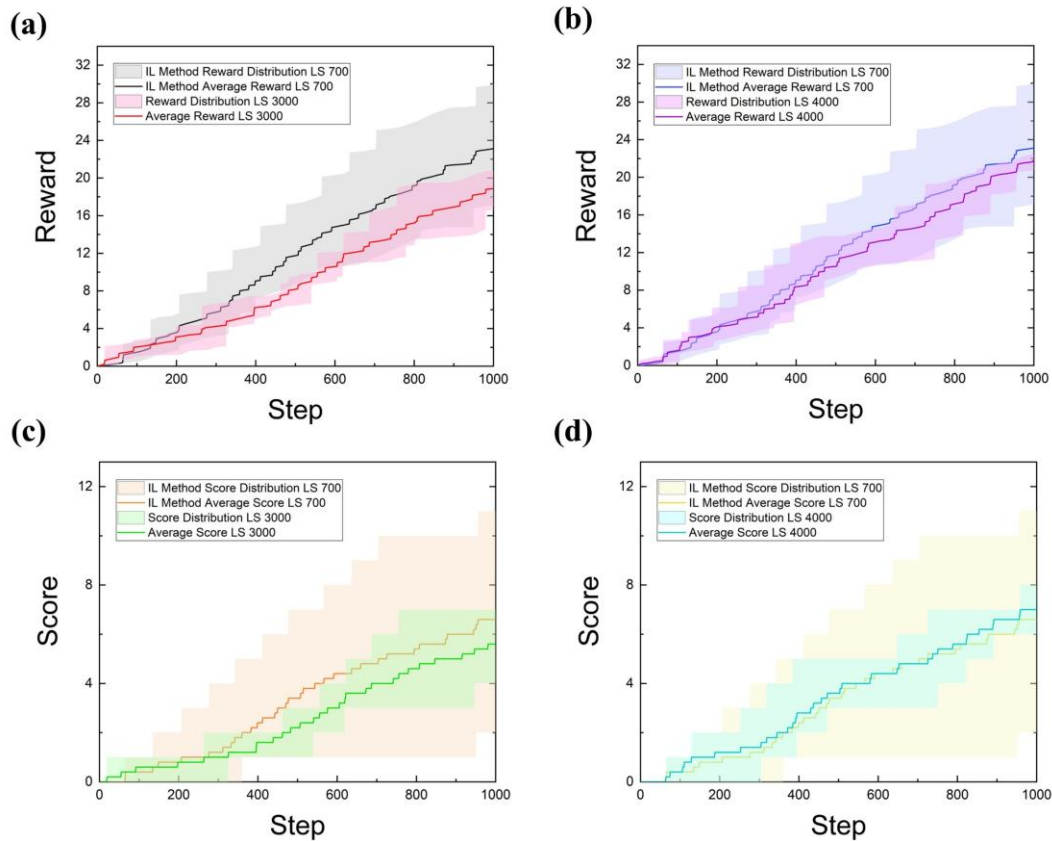 (a)
IL Method Reward Distribution LS 700
IL Method Average Reward LS 700
Reward Distribution LS 3000
Average Reward LS 3000
Reward
32
28
24
20
16
12
8
4
0
0 200 400 600 800 1000
Step
(b)
IL Method Reward Distribution LS 700
IL Method Average Reward LS 700
Reward Distribution LS 4000
Average Reward LS 4000
Reward
32
28
24
20
16
12
8
4
0
0 200 400 600 800 1000
Step
(c)
IL Method Score Distribution LS 700
IL Method Average Score LS 700
Score Distribution LS 3000
Average Score LS 3000
Score
12
8
4
0
0 200 400 600 800 1000
Step
(d)
IL Method Score Distribution LS 700
IL Method Average Score LS 700
Score Distribution LS 4000
Average Score LS 4000
Score
12
8
4
0
0 200 400 600 800 1000
Step